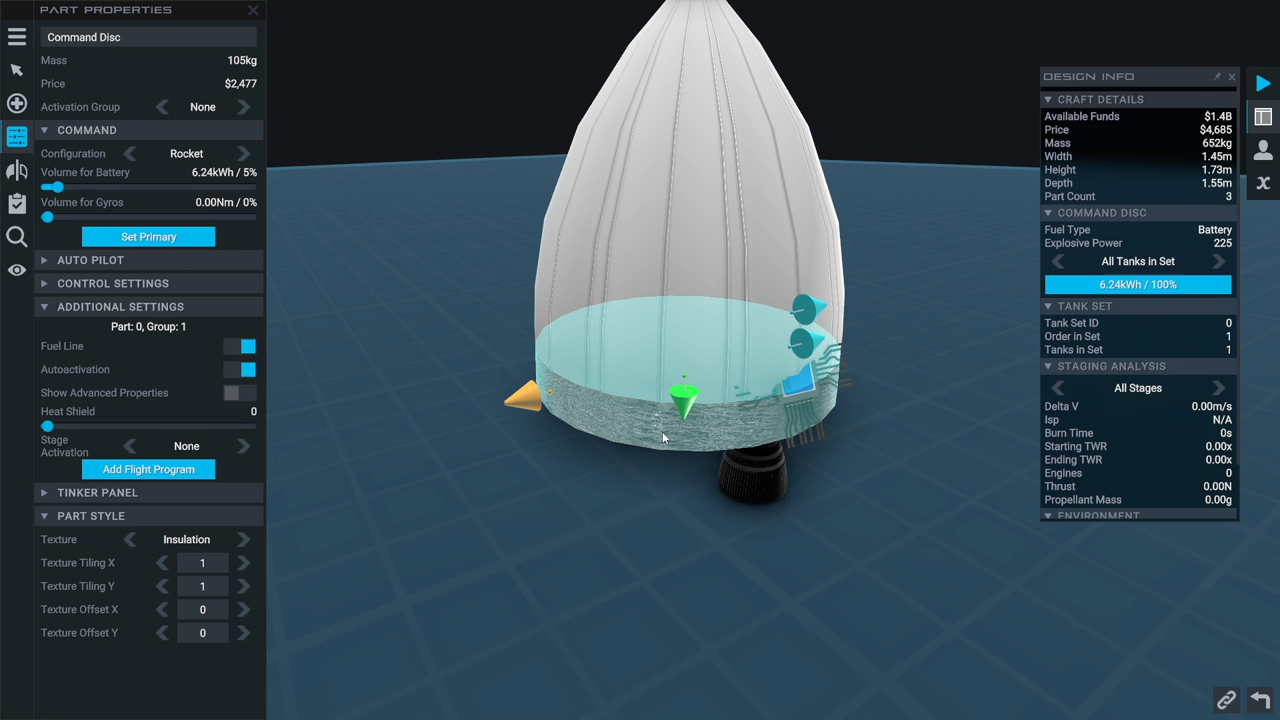 PART PROPERTIES
Command Disc
Mass 105kg
Price $2,477
Activation Group None
COMMAND
Configuration Rocket
Volume for Battery 6.24kWh / 5%
Volume for Gyros 0.00Nm / 0%
Set Primary
AUTO PILOT
CONTROL SETTINGS
ADDITIONAL SETTINGS
Part: 0, Group: 1
Fuel Line
Autoactivation
Show Advanced Properties
Heat Shield 0
Stage Activation None
Add Flight Program
TINKER PANEL
PART STYLE
Texture Insulation
Texture Tiling X 1
Texture Tiling Y 1
Texture Offset X 0
Texture Offset Y 0
DESIGN INFO
CRAFT DETAILS
Available Funds $1.4B
Price $4,685
Mass 652kg
Width 1.45m
Height 1.73m
Depth 1.55m
Part Count 3
COMMAND DISC
Fuel Type Battery
Explosive Power 225
All Tanks in Set
6.24kWh / 100%
TANK SET
Tank Set ID 0
Order in Set 1
Tanks in Set 1
STAGING ANALYSIS
All Stages
Delta V 0.00m/s
Isp N/A
Burn Time 0s
Starting TWR 0.00x
Ending TWR 0.00x
Engines 0
Thrust 0.00N
Propellant Mass 0.00g
ENVIRONMENT